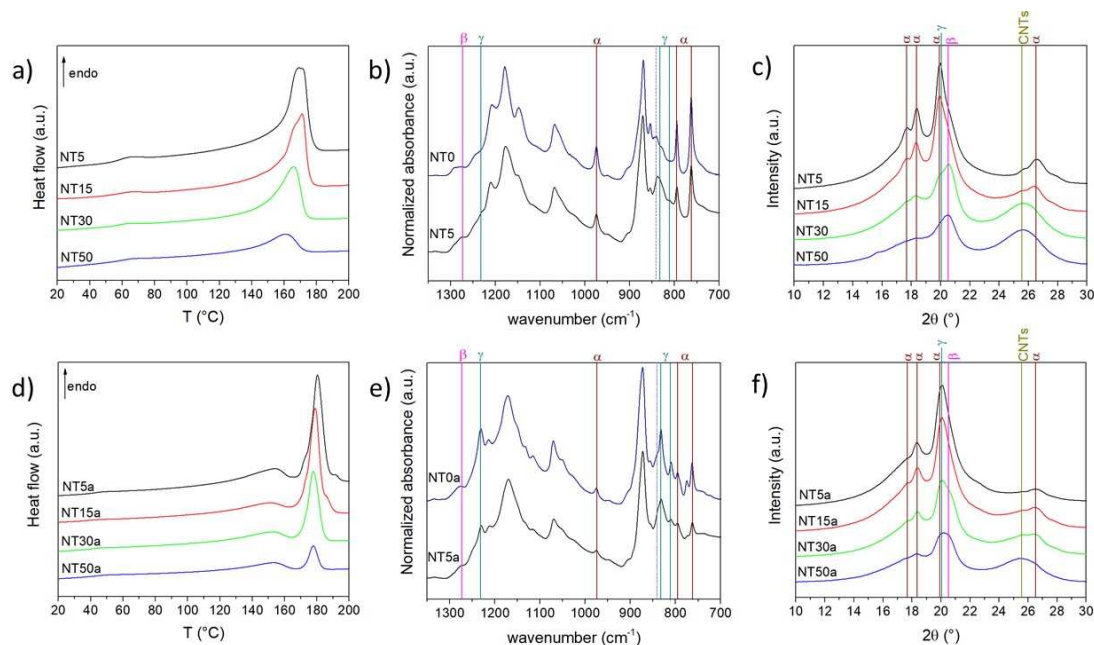 a)
endo
NT5
NT15
NT30
NT50
Heat flow (a.u.)
20 40 60 80 100 120 140 160 180 200
T (°C)
b)
β γ α γ α
NT0
NT5
Normalized absorbance (a.u.)
1300 1200 1100 1000 900 800 700
wavenumber (cm-1)
c)
α α α γ β CNTs α
NT5
NT15
NT30
NT50
Intensity (a.u.)
10 12 14 16 18 20 22 24 26 28 30
2θ (°)
d)
endo
NT5a
NT15a
NT30a
NT50a
Heat flow (a.u.)
20 40 60 80 100 120 140 160 180 200
T (°C)
e)
β γ α γ α
NT0a
NT5a
Normalized absorbance (a.u.)
1300 1200 1100 1000 900 800 700
wavenumber (cm-1)
f)
α α α γ β CNTs α
NT5a
NT15a
NT30a
NT50a
Intensity (a.u.)
10 12 14 16 18 20 22 24 26 28 30
2θ (°)